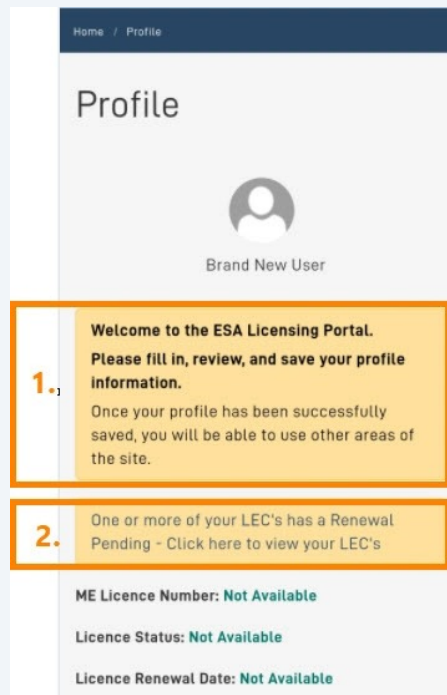 Home / Profile
Profile
Brand New User
1.
Welcome to the ESA Licensing Portal.
Please fill in, review, and save your profile
information.
Once your profile has been successfully
saved, you will be able to use other areas of
the site.
2.
One or more of your LEC's has a Renewal
Pending - Click here to view your LEC's
ME Licence Number: Not Available
Licence Status: Not Available
Licence Renewal Date: Not Available